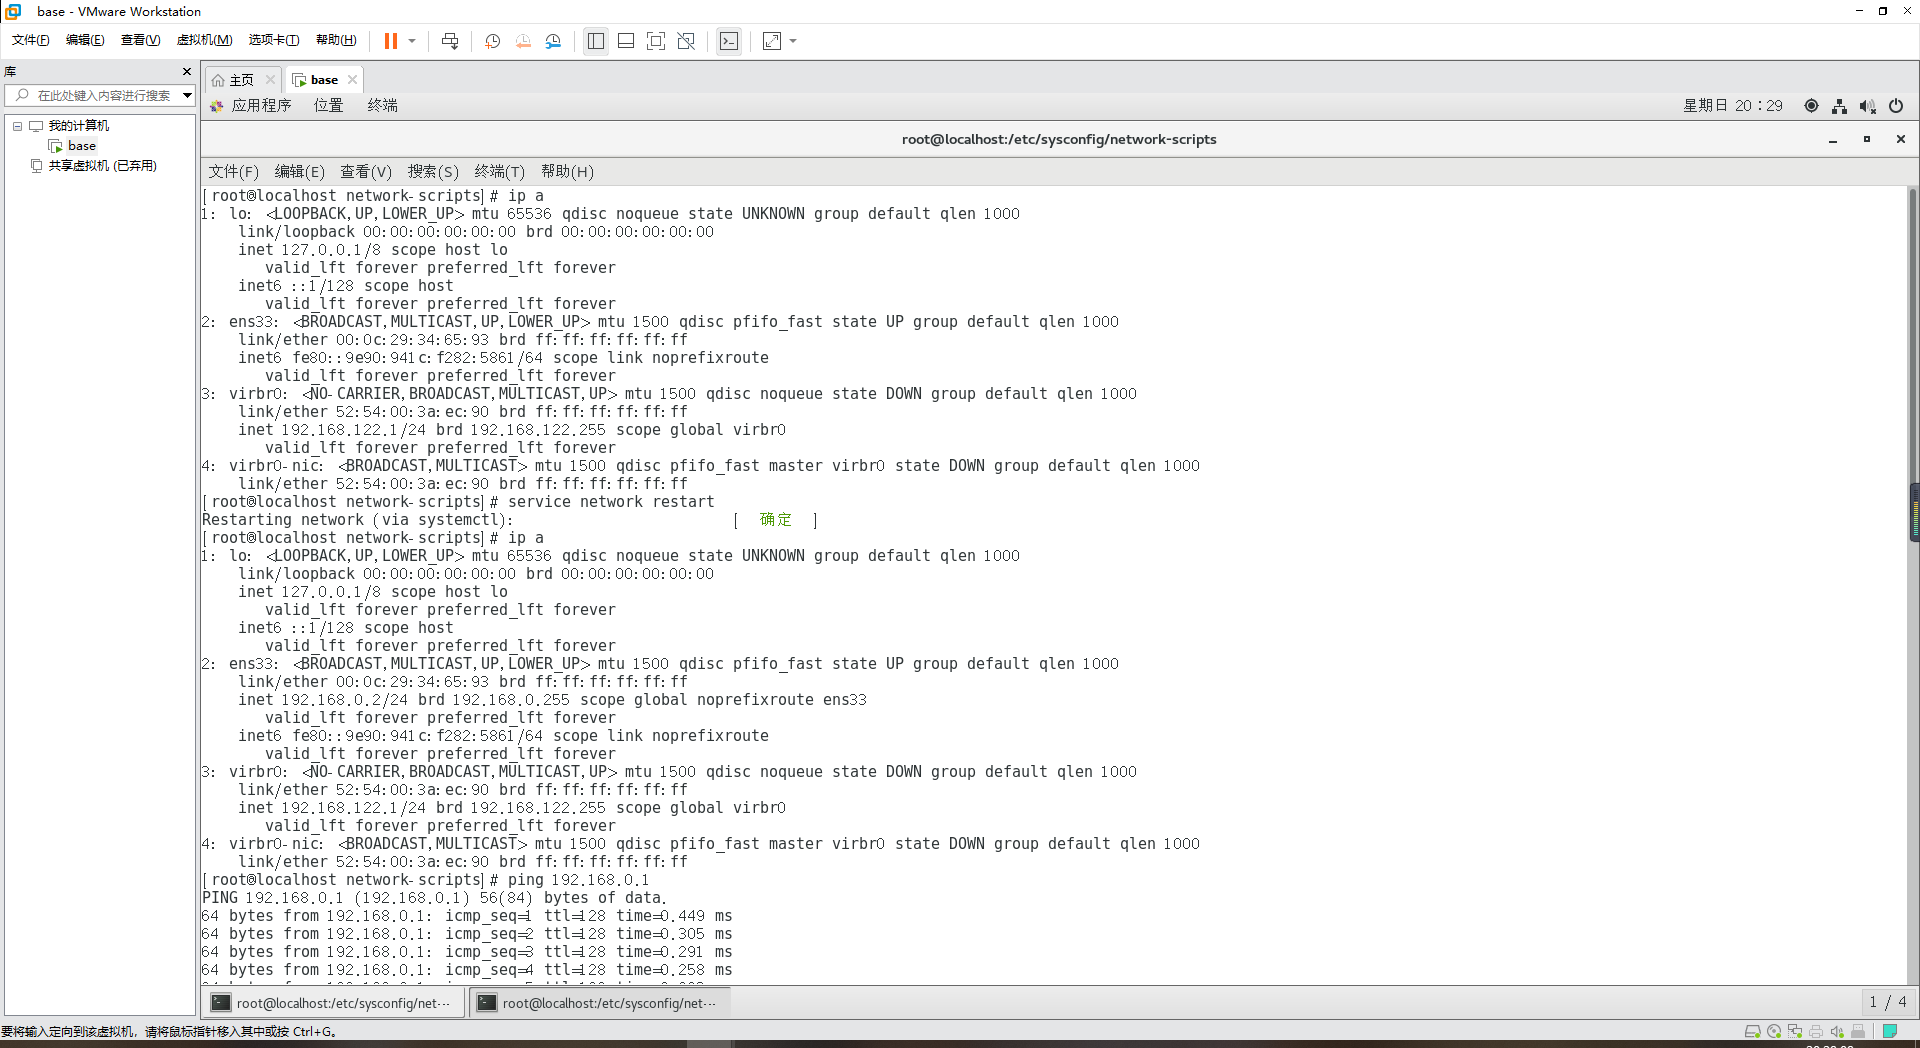 base - VMware Workstation
文件(F) 编辑(E) 查看(V) 虚拟机(M) 选项卡(T) 帮助(H)
库
在此处键入内容进行搜索
我的计算机
base
共享虚拟机 (已弃用)
主页 base
应用程序 位置 终端 星期日 20：29
root@localhost:/etc/sysconfig/network-scripts
文件(F) 编辑(E) 查看(V) 搜索(S) 终端(T) 帮助(H)
[root@localhost network-scripts]# ip a
1: lo: <LOOPBACK,UP,LOWER_UP> mtu 65536 qdisc noqueue state UNKNOWN group default qlen 1000
link/loopback 00:00:00:00:00:00 brd 00:00:00:00:00:00
inet 127.0.0.1/8 scope host lo
valid_lft forever preferred_lft forever
inet6 ::1/128 scope host
valid_lft forever preferred_lft forever
2: ens33: <BROADCAST,MULTICAST,UP,LOWER_UP> mtu 1500 qdisc pfifo_fast state UP group default qlen 1000
link/ether 00:0c:29:34:65:93 brd ff:ff:ff:ff:ff:ff
inet6 fe80::9e90:941c:f282:5861/64 scope link noprefixroute
valid_lft forever preferred_lft forever
3: virbr0: <NO-CARRIER,BROADCAST,MULTICAST,UP> mtu 1500 qdisc noqueue state DOWN group default qlen 1000
link/ether 52:54:00:3a:ec:90 brd ff:ff:ff:ff:ff:ff
inet 192.168.122.1/24 brd 192.168.122.255 scope global virbr0
valid_lft forever preferred_lft forever
4: virbr0-nic: <BROADCAST,MULTICAST> mtu 1500 qdisc pfifo_fast master virbr0 state DOWN group default qlen 1000
link/ether 52:54:00:3a:ec:90 brd ff:ff:ff:ff:ff:ff
[root@localhost network-scripts]# service network restart
Restarting network (via systemctl): [ 确定 ]
[root@localhost network-scripts]# ip a
1: lo: <LOOPBACK,UP,LOWER_UP> mtu 65536 qdisc noqueue state UNKNOWN group default qlen 1000
link/loopback 00:00:00:00:00:00 brd 00:00:00:00:00:00
inet 127.0.0.1/8 scope host lo
valid_lft forever preferred_lft forever
inet6 ::1/128 scope host
valid_lft forever preferred_lft forever
2: ens33: <BROADCAST,MULTICAST,UP,LOWER_UP> mtu 1500 qdisc pfifo_fast state UP group default qlen 1000
link/ether 00:0c:29:34:65:93 brd ff:ff:ff:ff:ff:ff
inet 192.168.0.2/24 brd 192.168.0.255 scope global noprefixroute ens33
valid_lft forever preferred_lft forever
inet6 fe80::9e90:941c:f282:5861/64 scope link noprefixroute
valid_lft forever preferred_lft forever
3: virbr0: <NO-CARRIER,BROADCAST,MULTICAST,UP> mtu 1500 qdisc noqueue state DOWN group default qlen 1000
link/ether 52:54:00:3a:ec:90 brd ff:ff:ff:ff:ff:ff
inet 192.168.122.1/24 brd 192.168.122.255 scope global virbr0
valid_lft forever preferred_lft forever
4: virbr0-nic: <BROADCAST,MULTICAST> mtu 1500 qdisc pfifo_fast master virbr0 state DOWN group default qlen 1000
link/ether 52:54:00:3a:ec:90 brd ff:ff:ff:ff:ff:ff
[root@localhost network-scripts]# ping 192.168.0.1
PING 192.168.0.1 (192.168.0.1) 56(84) bytes of data.
64 bytes from 192.168.0.1: icmp_seq=1 ttl=128 time=0.449 ms
64 bytes from 192.168.0.1: icmp_seq=2 ttl=128 time=0.305 ms
64 bytes from 192.168.0.1: icmp_seq=3 ttl=128 time=0.291 ms
64 bytes from 192.168.0.1: icmp_seq=4 ttl=128 time=0.258 ms
root@localhost:/etc/sysconfig/net-··· root@localhost:/etc/sysconfig/net-··· 1 / 4
要将输入定向到该虚拟机，请将鼠标指针移入其中或按 Ctrl+G。